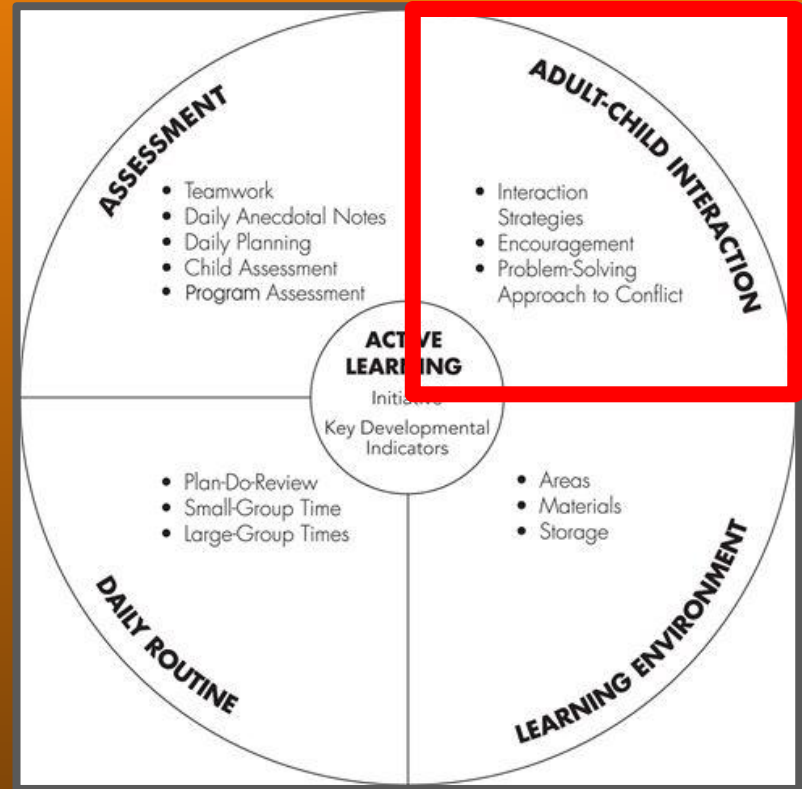 ASSESSMENT
• Teamwork
• Daily Anecdotal Notes
• Daily Planning
• Child Assessment
• Program Assessment
ADULT-CHILD INTERACTION
• Interaction
Strategies
• Encouragement
• Problem-Solving
Approach to Conflict
ACTIVE
LEARNING
Initiative
Key Developmental
Indicators
• Plan-Do-Review
• Small-Group Time
• Large-Group Times
DAILY ROUTINE
• Areas
• Materials
• Storage
LEARNING ENVIRONMENT